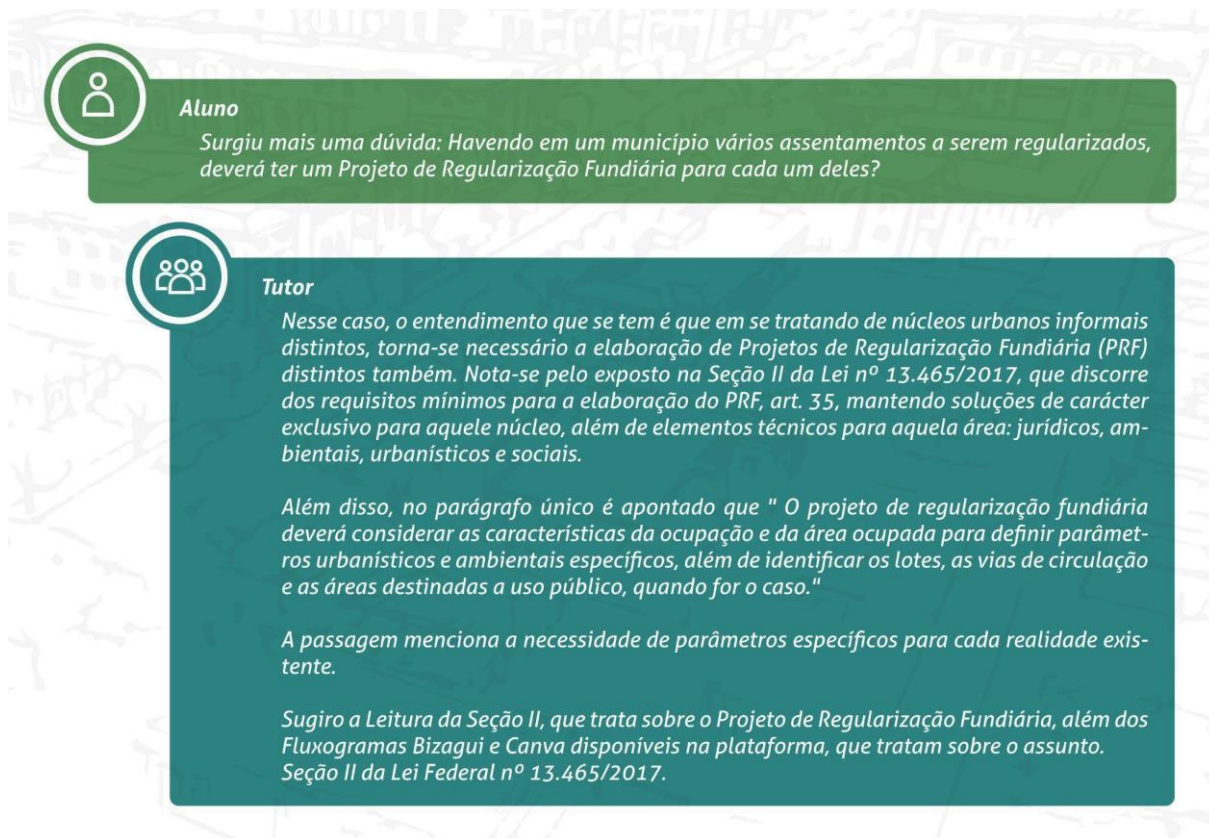 Aluno
Surgiu mais uma dúvida: Havendo em um município vários assentamentos a serem regularizados,
deverá ter um Projeto de Regularização Fundiária para cada um deles?
Tutor
Nesse caso, o entendimento que se tem é que em se tratando de núcleos urbanos informais
distintos, torna-se necessário a elaboração de Projetos de Regularização Fundiária (PRF)
distintos também. Nota-se pelo exposto na Seção II da Lei nº 13.465/2017, que discorre
dos requisitos mínimos para a elaboração do PRF, art. 35, mantendo soluções de carácter
exclusivo para aquele núcleo, além de elementos técnicos para aquela área: jurídicos, am-
bientais, urbanísticos e sociais.
Além disso, no parágrafo único é apontado que " O projeto de regularização fundiária
deverá considerar as características da ocupação e da área ocupada para definir parâmet-
ros urbanísticos e ambientais específicos, além de identificar os lotes, as vias de circulação
e as áreas destinadas a uso público, quando for o caso."
A passagem menciona a necessidade de parâmetros específicos para cada realidade exis-
tente.
Sugiro a Leitura da Seção II, que trata sobre o Projeto de Regularização Fundiária, além dos
Fluxogramas Bizagui e Canva disponíveis na plataforma, que tratam sobre o assunto.
Seção II da Lei Federal nº 13.465/2017.